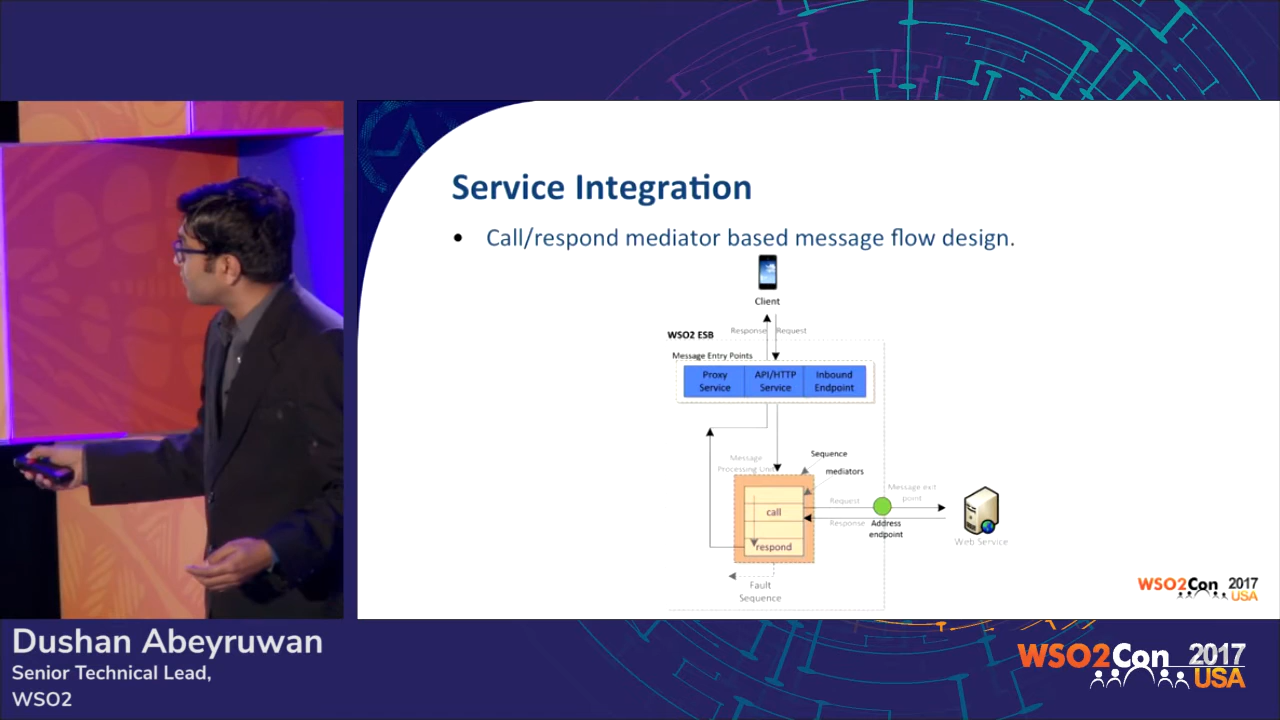 Service Integration
• Call/respond mediator based message flow design.
Client
Response Request
WSO2 ESB
Message Entry Points
Proxy Service
API/HTTP Service
Inbound Endpoint
Message Processing Unit
Sequence
mediators
call
respond
Request
Response
Message exit point
Address endpoint
Web Service
Fault Sequence
WSO2Con 2017 USA
Dushan Abeyruwan
Senior Technical Lead,
WSO2
WSO2Con 2017 USA